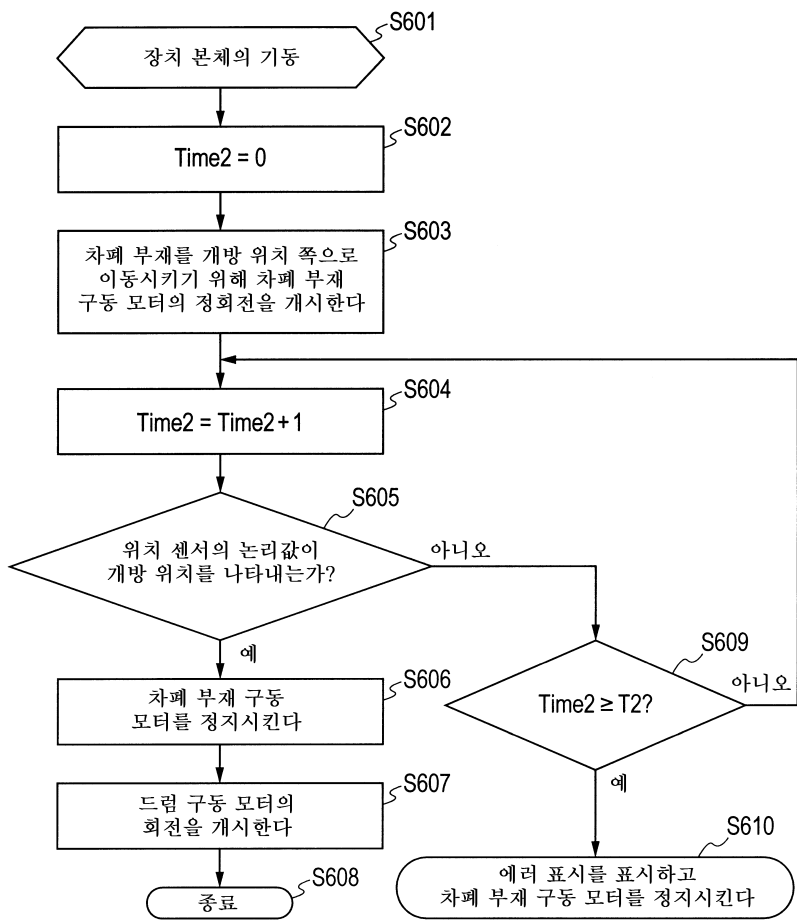 S601
장치 본체의 기동
S602
Time2 = 0
S603
차폐 부재를 개방 위치 쪽으로
이동시키기 위해 차폐 부재
구동 모터의 정회전을 개시한다
S604
Time2 = Time2+1
S605
위치 센서의 논리값이
개방 위치를 나타내는가?
아니오
예
S609
Time2 ≥ T2?
아니오
예
S606
차폐 부재 구동
모터를 정지시킨다
S607
드럼 구동 모터의
회전을 개시한다
S608
종료
S610
에러 표시를 표시하고
차폐 부재 구동 모터를 정지시킨다